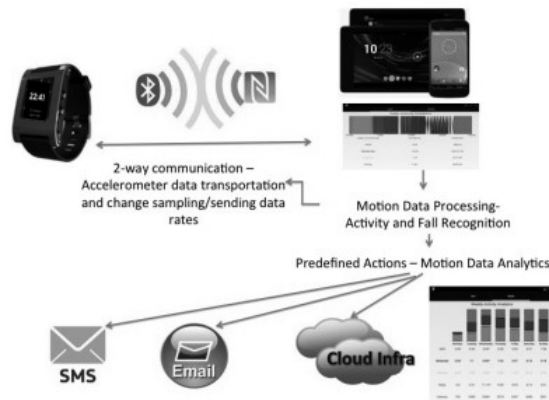 10 23
22:41
2-way communication –
Accelerometer data transportation
and change sampling/sending data
rates
Motion Data Processing-
Activity and Fall Recognition
Predefined Actions – Motion Data Analytics
SMS
Email
Cloud Infra